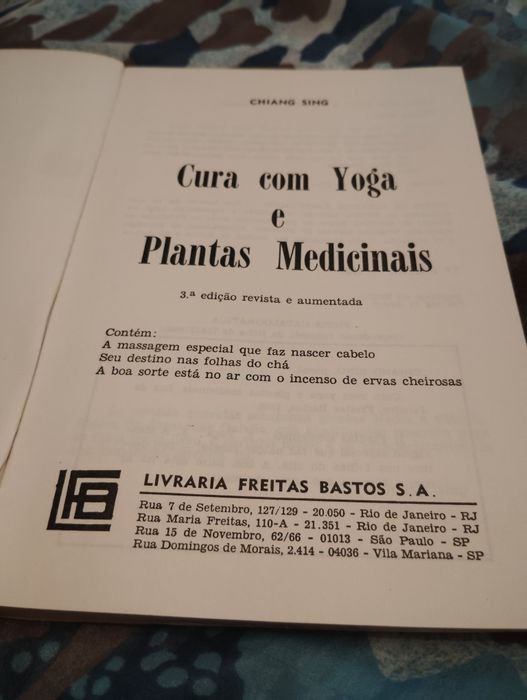 CHIANG SING
Cura com Yoga
e
Plantas Medicinais
3.ª edição revista e aumentada
Contém:
A massagem especial que faz nascer cabelo
Seu destino nas folhas do chá
A boa sorte está no ar com o incenso de ervas cheirosas
LFB
LIVRARIA FREITAS BASTOS S.A.
Rua 7 de Setembro, 127/129 - 20.050 - Rio de Janeiro - RJ
Rua Maria Freitas, 110-A - 21.351 - Rio de Janeiro - RJ
Rua 15 de Novembro, 62/66 - 01013 - São Paulo - SP
Rua Domingos de Morais, 2.414 - 04036 - Vila Mariana - SP